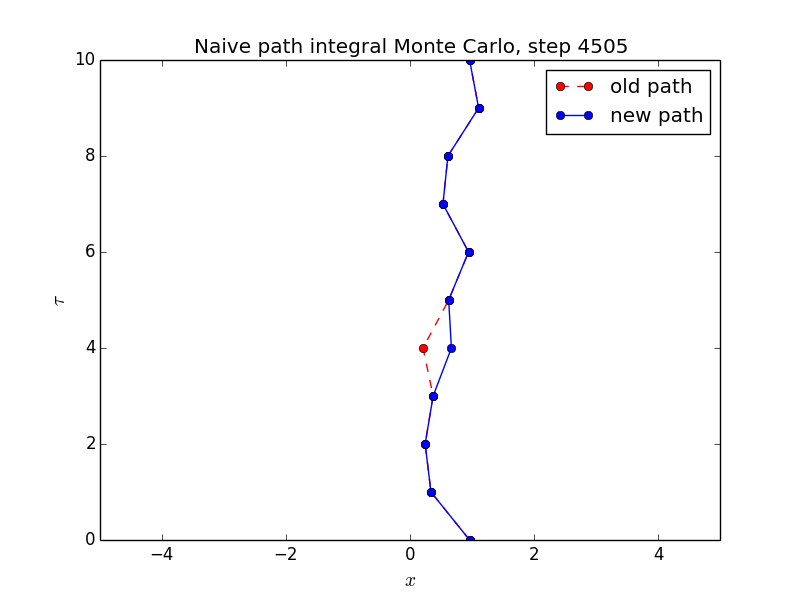 Naive path integral Monte Carlo, step 4505
old path
new path
10
8
6
4
2
0
τ
−4 −2 0 2 4
x